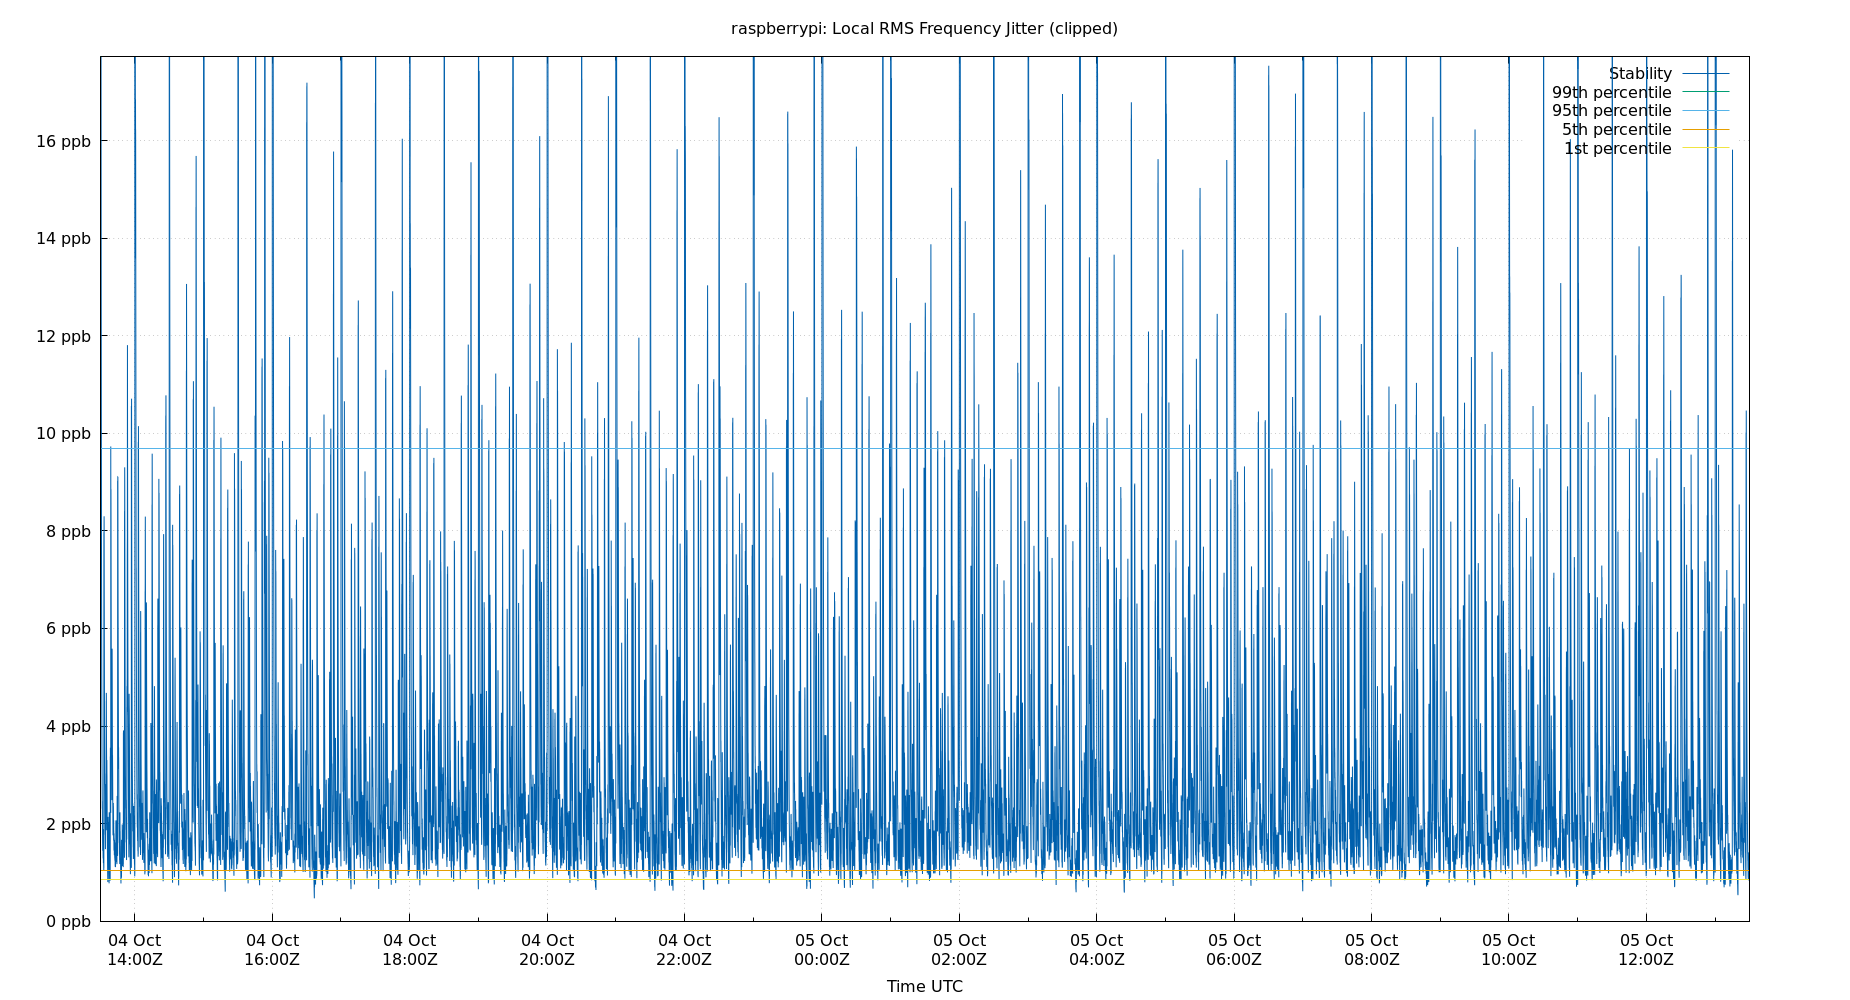 raspberrypi: Local RMS Frequency Jitter (clipped)
Stability
99th percentile
95th percentile
5th percentile
1st percentile
16 ppb
14 ppb
12 ppb
10 ppb
8 ppb
6 ppb
4 ppb
2 ppb
0 ppb
04 Oct 04 Oct 04 Oct 04 Oct 04 Oct 05 Oct 05 Oct 05 Oct 05 Oct 05 Oct 05 Oct 05 Oct
14:00Z 16:00Z 18:00Z 20:00Z 22:00Z 00:00Z 02:00Z 04:00Z 06:00Z 08:00Z 10:00Z 12:00Z
Time UTC